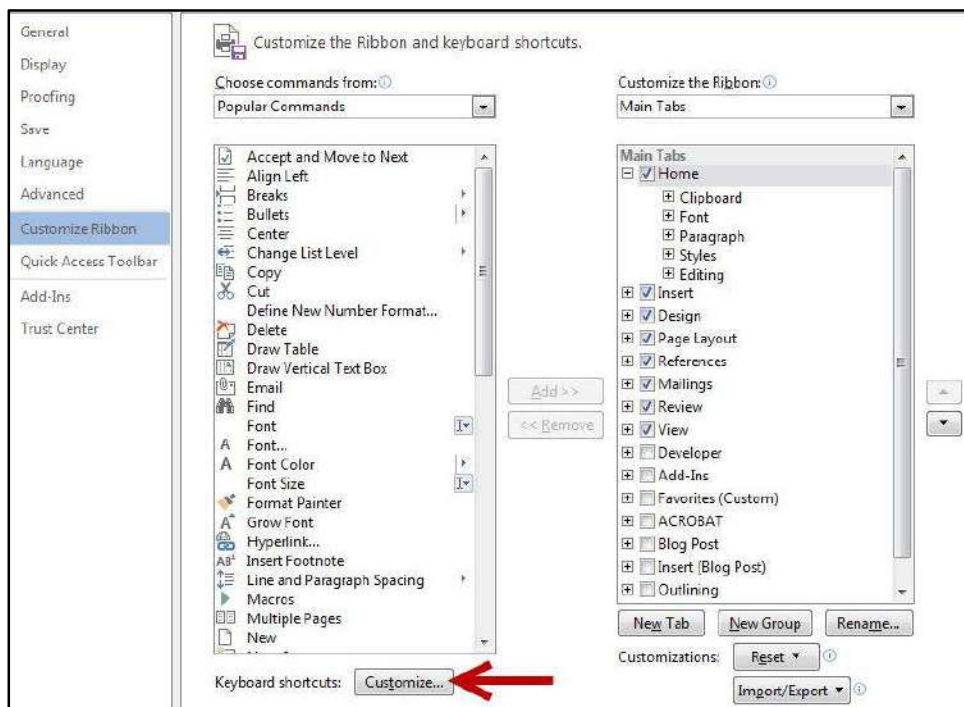 General
Display
Proofing
Save
Language
Advanced
Customize Ribbon
Quick Access Toolbar
Add-Ins
Trust Center
Customize the Ribbon and keyboard shortcuts.
Choose commands from:
Popular Commands
Accept and Move to Next
Align Left
Breaks
Bullets
Center
Change List Level
Copy
Cut
Define New Number Format...
Delete
Draw Table
Draw Vertical Text Box
Email
Find
Font
Font...
Font Color
Font Size
Format Painter
Grow Font
Hyperlink...
Insert Footnote
Line and Paragraph Spacing
Macros
Multiple Pages
New
Keyboard shortcuts: Customize...
Add >>
<< Remove
Customize the Ribbon:
Main Tabs
Main Tabs
Home
Clipboard
Font
Paragraph
Styles
Editing
Insert
Design
Page Layout
References
Mailings
Review
View
Developer
Add-Ins
Favorites (Custom)
ACROBAT
Blog Post
Insert (Blog Post)
Outlining
New Tab New Group Rename...
Customizations: Reset
Import/Export